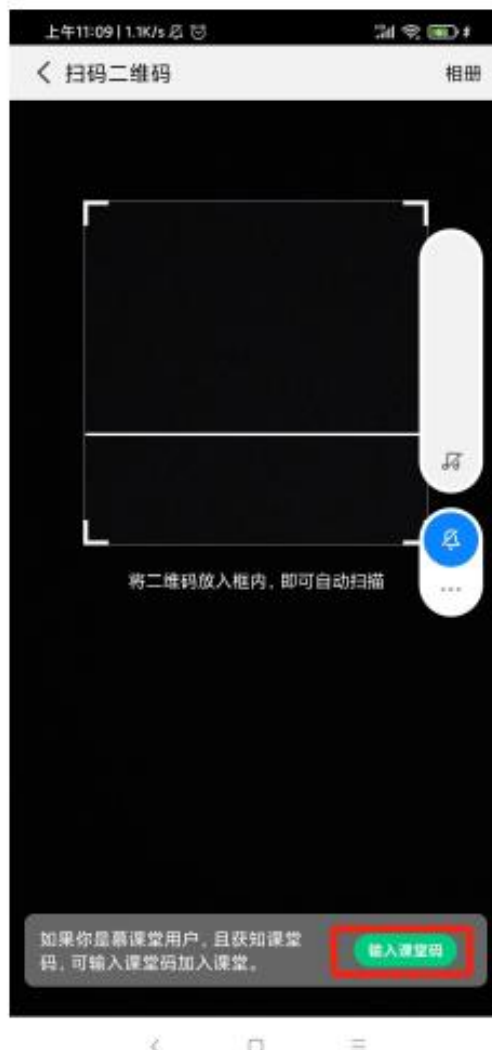 上午11:09 | 1.1K/s
扫码二维码
相册
将二维码放入框内，即可自动扫描
如果你是慕课堂用户，且获知课堂
码，可输入课堂码加入课堂。
输入课堂码